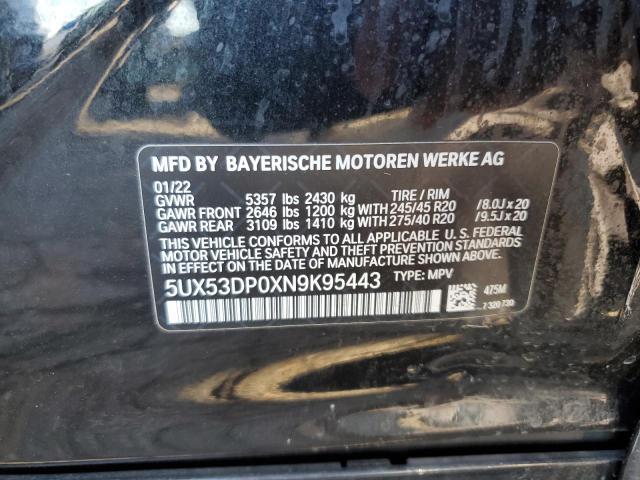 MFD BY BAYERISCHE MOTOREN WERKE AG
01/22
GVWR 5357 lbs 2430 kg TIRE / RIM
GAWR FRONT 2646 lbs 1200 kg WITH 245/45 R20 /8.0J x 20
GAWR REAR 3109 lbs 1410 kg WITH 275/40 R20 /9.5J x 20
THIS VEHICLE CONFORMS TO ALL APPLICABLE U. S. FEDERAL
MOTOR VEHICLE SAFETY AND THEFT PREVENTION STANDARDS
IN EFFECT ON THE DATE OF MANUFACTURE SHOWN ABOVE.
5UX53DP0XN9K95443 TYPE: MPV
475M
7 320 730